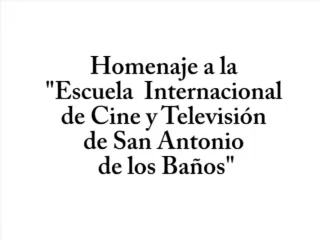 Homenaje a la
"Escuela Internacional
de Cine y Televisión
de San Antonio
de los Baños"